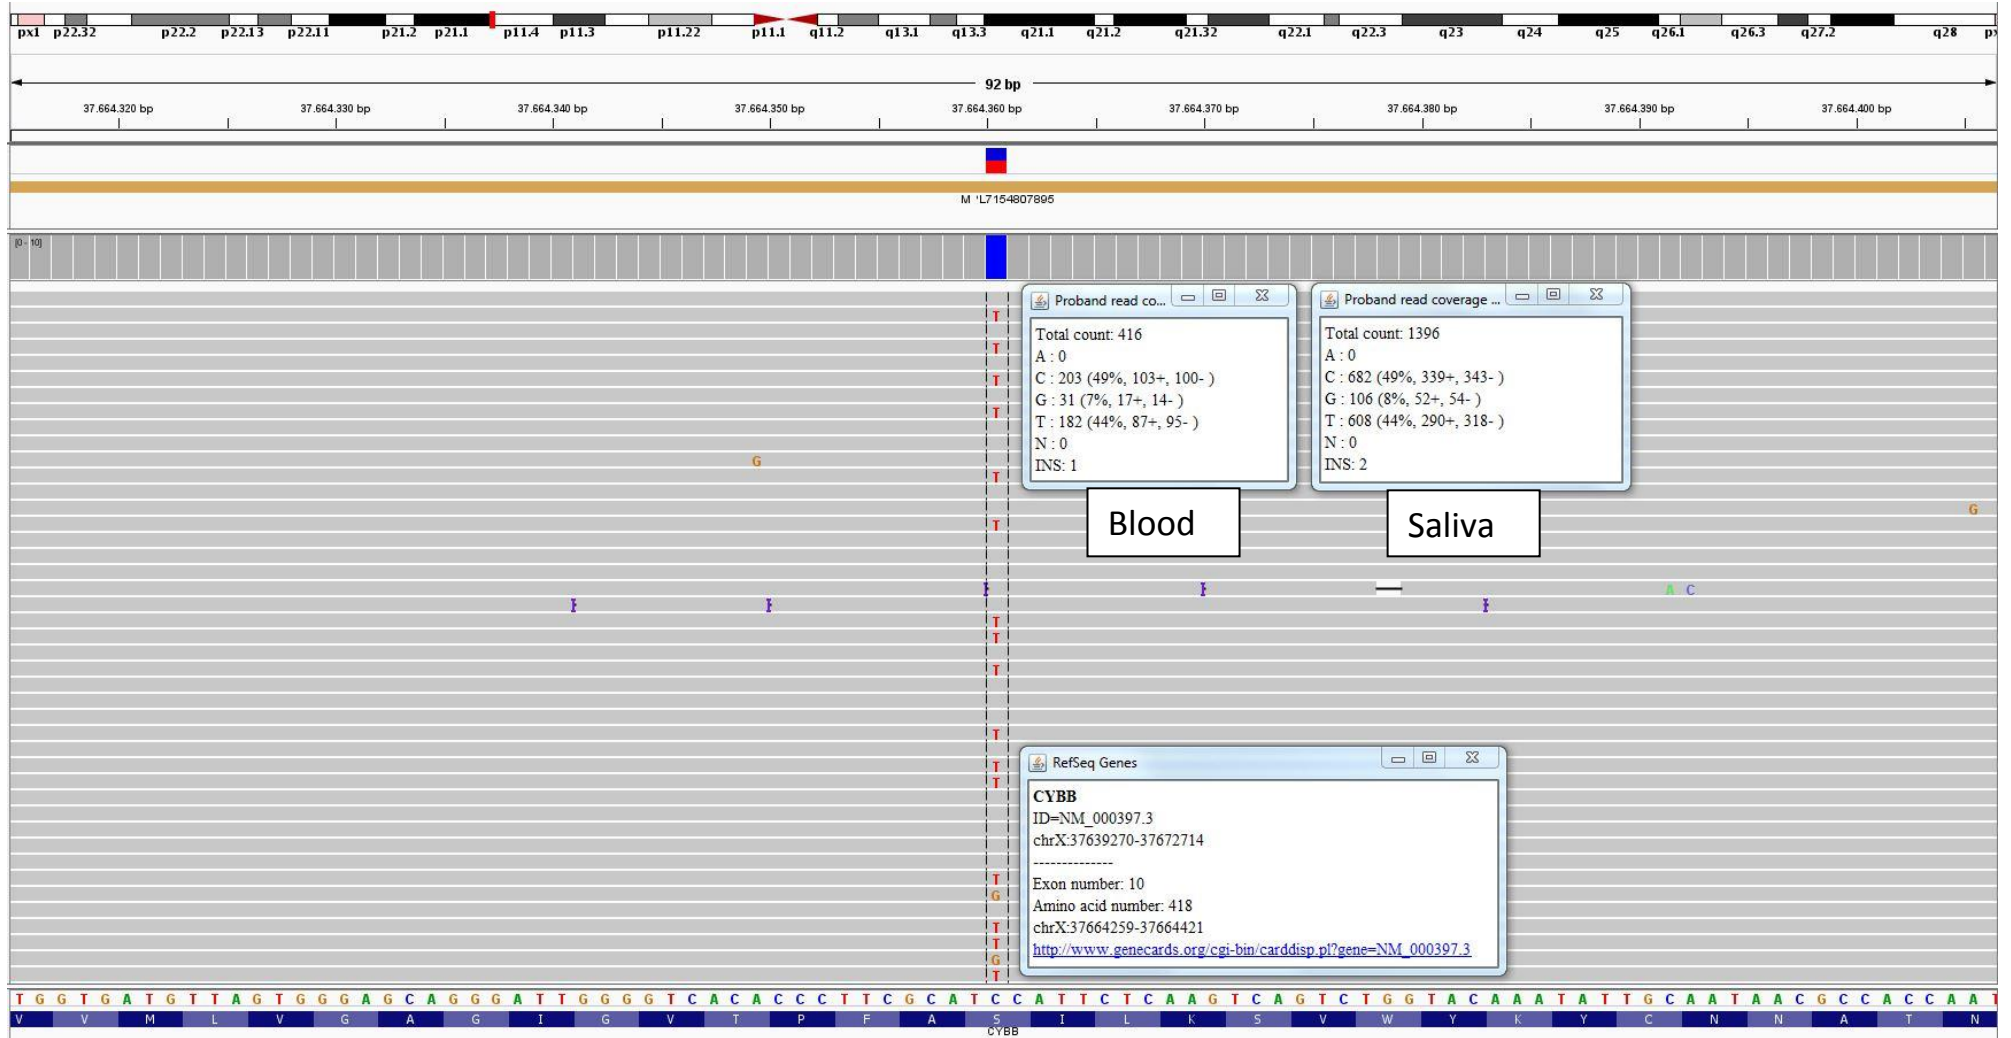 px1 p22.32 p22.2 p22.13 p22.11 p21.2 p21.1 p11.4 p11.3 p11.22 p11.1 q11.2 q13.1 q13.3 q21.1 q21.2 q21.32 q22.1 q22.3 q23 q24 q25 q26.1 q26.3 q27.2 q28
92 bp
37.664.320 bp 37.664.330 bp 37.664.340 bp 37.664.350 bp 37.664.360 bp 37.664.370 bp 37.664.380 bp 37.664.390 bp 37.664.400 bp
L7154807895
[0 - 10]
Proband read co...
Total count: 416
A : 0
C : 203 (49%, 103+, 100- )
G : 31 (7%, 17+, 14- )
T : 182 (44%, 87+, 95- )
N : 0
INS: 1
Proband read coverage ...
Total count: 1396
A : 0
C : 682 (49%, 339+, 343- )
G : 106 (8%, 52+, 54- )
T : 608 (44%, 290+, 318- )
N : 0
INS: 2
Blood
Saliva
T
T
T
T
G
T
G
T
A C
T
T
T
T
T
T
RefSeq Genes
CYBB
ID=NM_000397.3
chrX:37639270-37672714
--------------
Exon number: 10
Amino acid number: 418
chrX:37664259-37664421
http://www.genecards.org/cgi-bin/carddisp.pl?gene=NM_000397.3
T
G
T
T
G
T
T G G T G A T G T T A G T G G G A G C A G G G A T T G G G G T C A C A C C C T T C G C A T C C A T T C T C A A G T C A G T C T G G T A C A A A T A T T G C A A T A A C G C C A C C A A T
V V M L V G A G I G V T P F A S I L K S V W Y K Y C N N A T N
CYBB